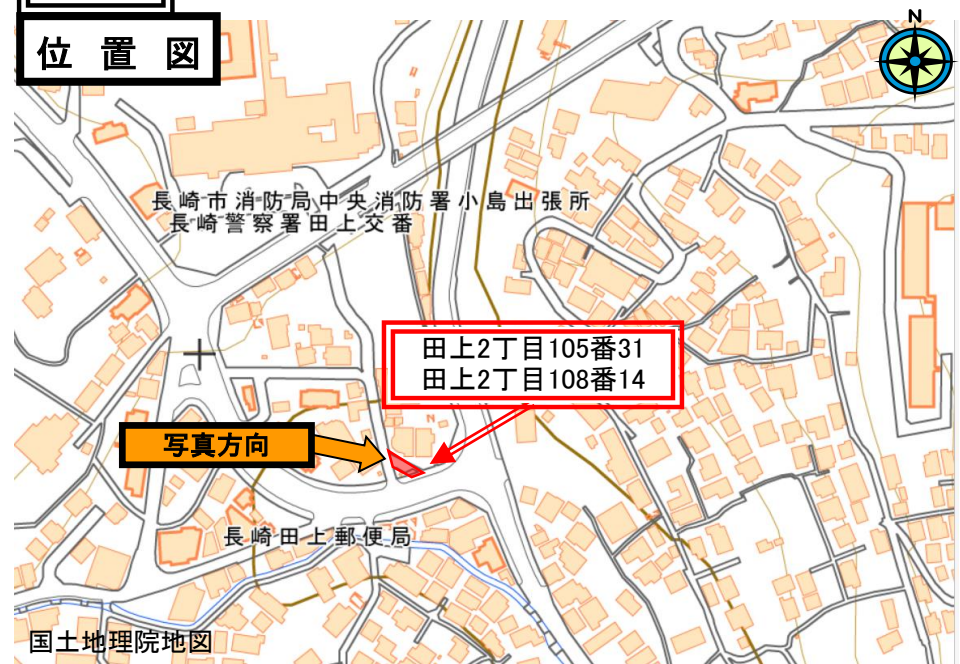 位 置 図
N
長崎市消防局中央消防署小島出張所
長崎警察署田上交番
田上2丁目105番31
田上2丁目108番14
写真方向
長崎田上郵便局
国土地理院地図